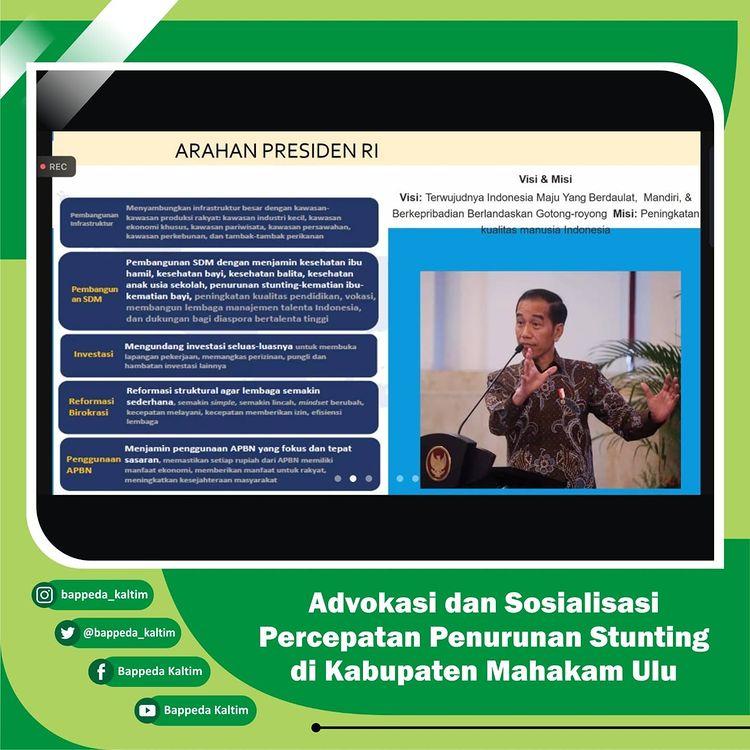 ARAHAN PRESIDEN RI
REC
Visi & Misi
Visi: Terwujudnya Indonesia Maju Yang Berdaulat, Mandiri, &
Berkepribadian Berlandaskan Gotong-royong Misi: Peningkatan
kualitas manusia Indonesia
Pembangunan
Infrastruktur
Menyambungkan infrastruktur besar dengan kawasan-
kawasan produksi rakyat: kawasan industri kecil, kawasan
ekonomi khusus, kawasan pariwisata, kawasan persawahan,
kawasan perkebunan, dan tambak-tambak perikanan
Pembangun
an SDM
Pembangunan SDM dengan menjamin kesehatan ibu
hamil, kesehatan bayi, kesehatan balita, kesehatan
anak usia sekolah, penurunan stunting-kematian ibu-
kematian bayi, peningkatan kualitas pendidikan, vokasi,
membangun lembaga manajemen talenta Indonesia,
dan dukungan bagi diaspora bertalenta tinggi
Investasi
Mengundang investasi seluas-luasnya untuk membuka
lapangan pekerjaan, memangkas perizinan, pungli dan
hambatan investasi lainnya
Reformasi
Birokrasi
Reformasi struktural agar lembaga semakin
sederhana, semakin simple, semakin lincah, mindset berubah,
kecepatan melayani, kecepatan memberikan izin, efisiensi
lembaga
Penggunaan
APBN
Menjamin penggunaan APBN yang fokus dan tepat
sasaran, memastikan setiap rupiah dari APBN memiliki
manfaat ekonomi, memberikan manfaat untuk rakyat,
meningkatkan kesejahteraan masyarakat
bappeda_kaltim
@bappeda_kaltim
Bappeda Kaltim
Bappeda Kaltim
Advokasi dan Sosialisasi
Percepatan Penurunan Stunting
di Kabupaten Mahakam Ulu